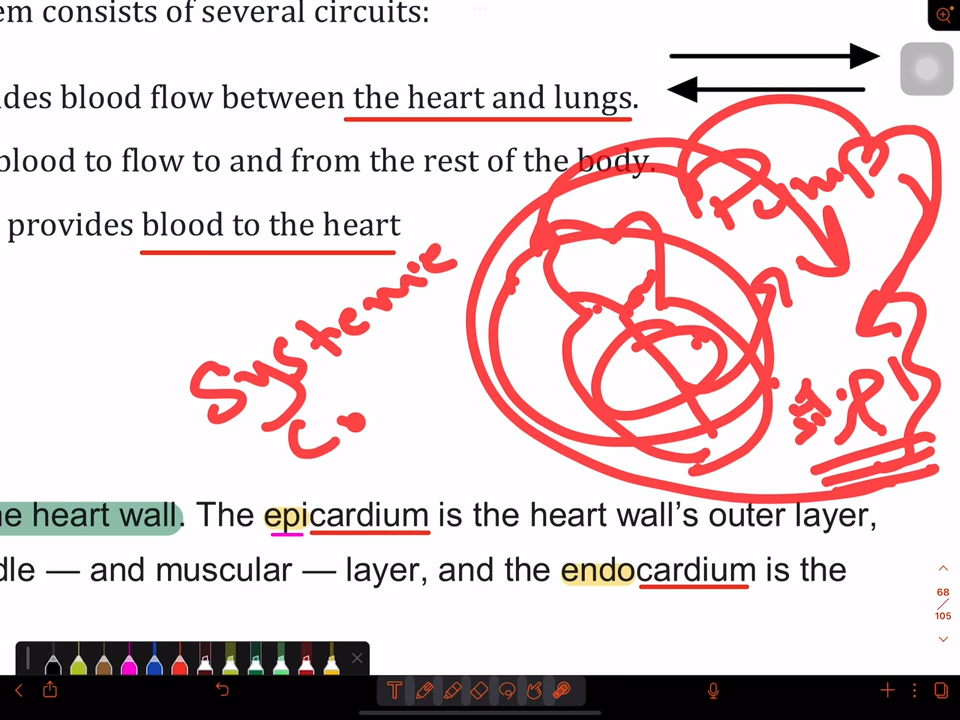 em consists of several circuits:
ides blood flow between the heart and lungs.
blood to flow to and from the rest of the body.
provides blood to the heart
Pump
Systemic
Ci
he heart wall. The epicardium is the heart wall's outer layer,
dle — and muscular — layer, and the endocardium is the
68
105
T